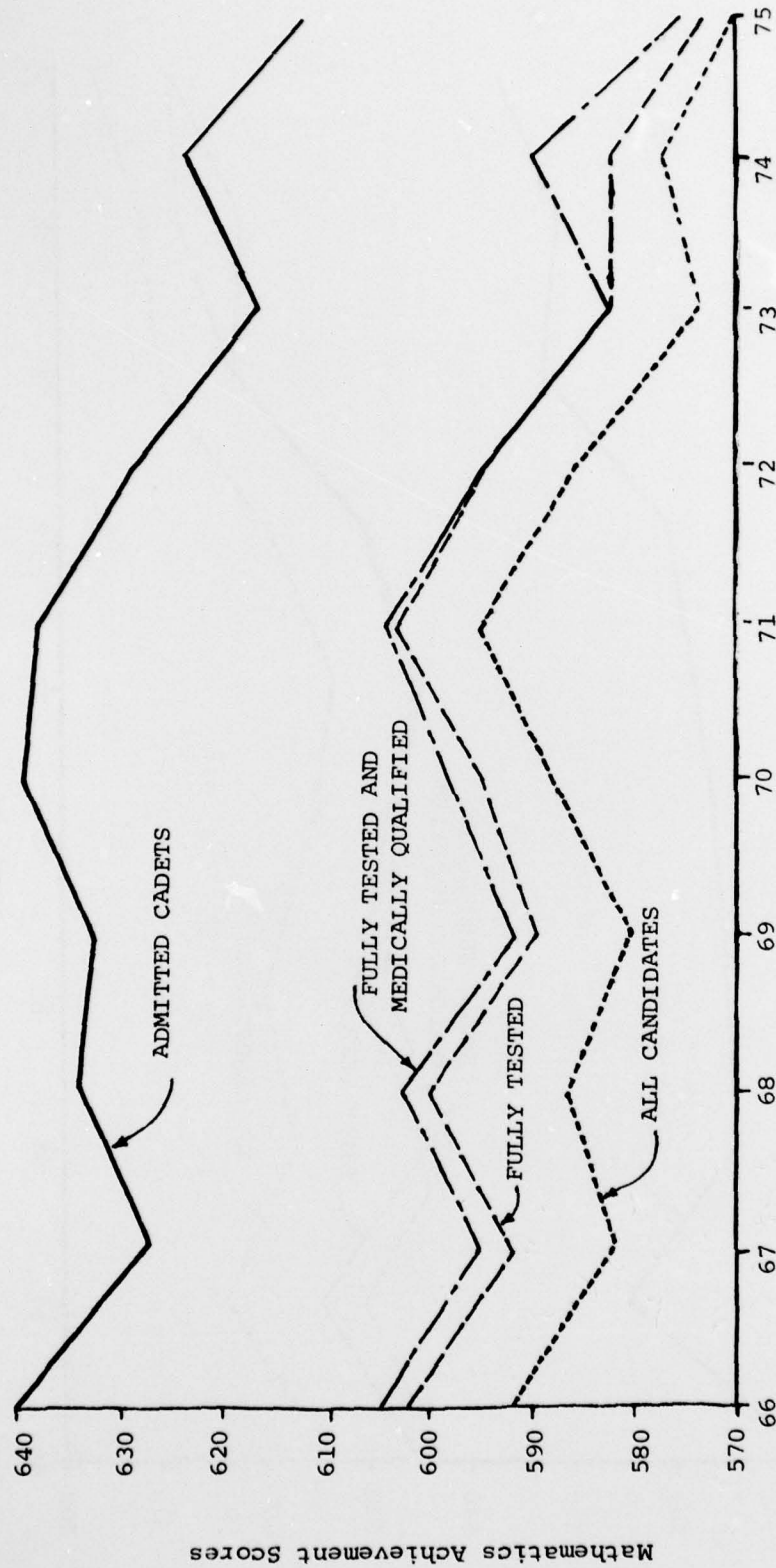 640
630
620
610
600
590
580
570
Mathematics Achievement Scores
ADMITTED CADETS
FULLY TESTED AND
MEDICALLY QUALIFIED
FULLY TESTED
ALL CANDIDATES
66 67 68 69 70 71 72 73 74 75